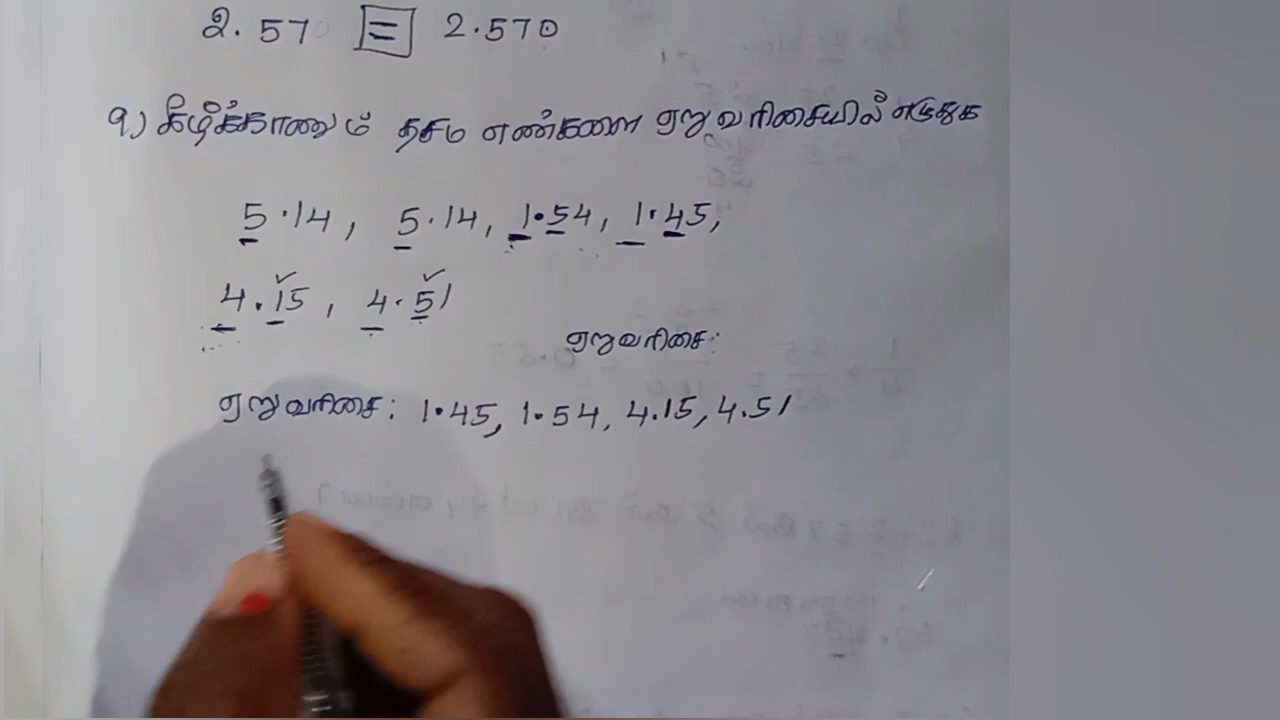 2.570 = 2.570
9) கீழ்க்காணும் தசம எண்களை ஏறுவரிசையில் எழுதுக
5.14, 5.14, 1.54, 1.45,
4.15, 4.51
ஏறுவரிசை:
ஏறுவரிசை: 1.45, 1.54, 4.15, 4.51